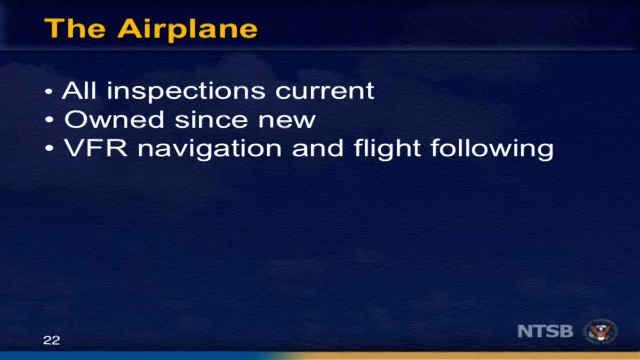 The Airplane
• All inspections current
• Owned since new
• VFR navigation and flight following
22
NTSB